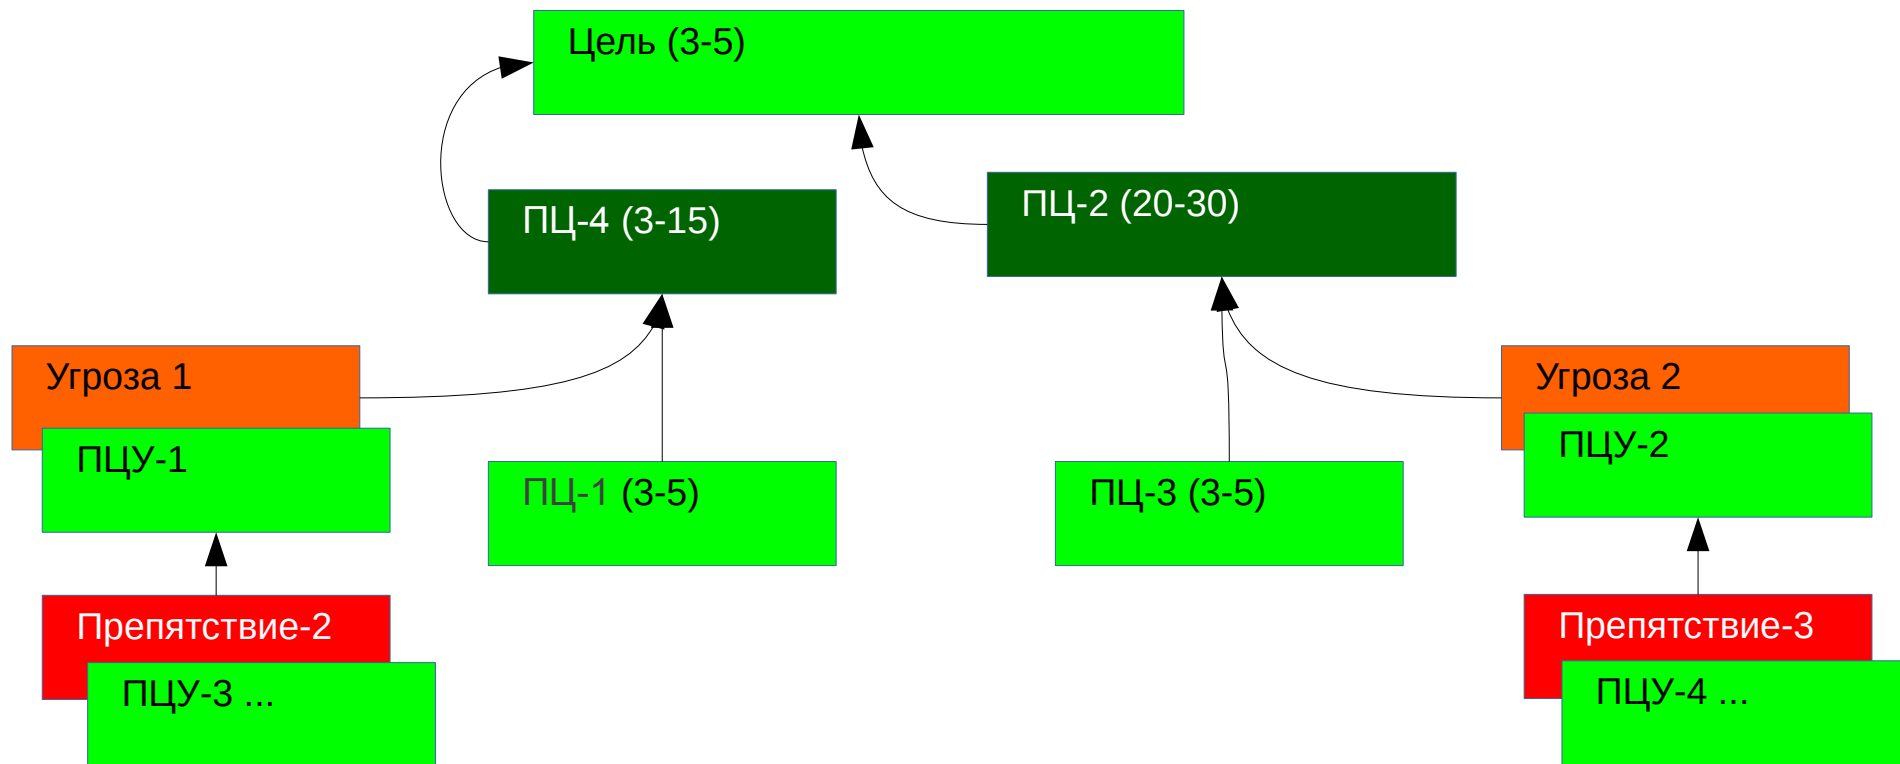 Цель (3-5)
ПЦ-4 (3-15)
ПЦ-2 (20-30)
Угроза 1
Угроза 2
ПЦУ-1
ПЦУ-2
ПЦ-1 (3-5)
ПЦ-3 (3-5)
Препятствие-2
Препятствие-3
ПЦУ-3 ...
ПЦУ-4 ...